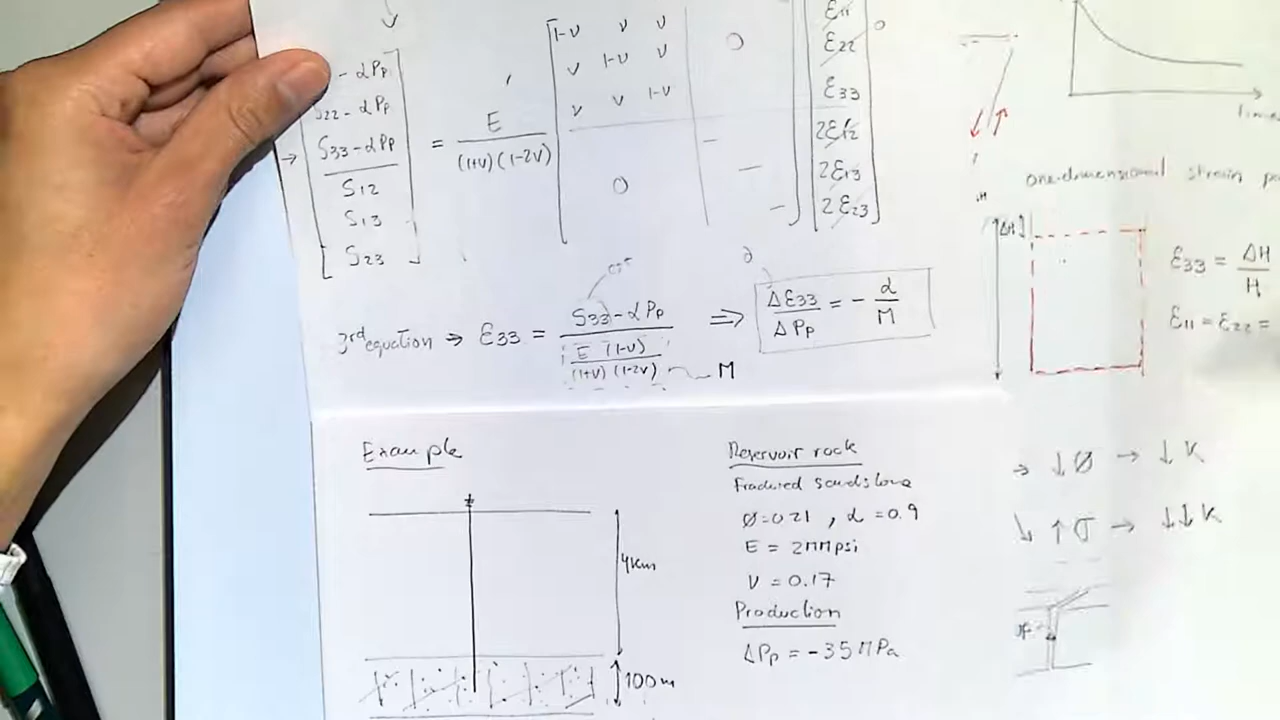 - αPp
S22 - αPp
S33 - αPp
S12
S13
S23
= E / (1+ν)(1-2ν)
1-ν ν ν
ν 1-ν ν
ν ν 1-ν
0
0
ε11
ε22
ε33
2ε12
2ε13
2ε23
0
3rd equation → ε33 = S33 - αPp / E (1-ν) / (1+ν)(1-2ν)
M
⇒ Δε33 / ΔPp = - α / M
one-dimensional strain
ΔH
ε33 = ΔH / H
ε11 = ε22 =
→ ↓Ø → ↓K
↑σ → ↓↓K
Example
4km
100m
Reservoir rock
Fractured sandstone
Ø=0.21 , α=0.9
E = 2MMpsi
ν = 0.17
Production
ΔPp = -35MPa